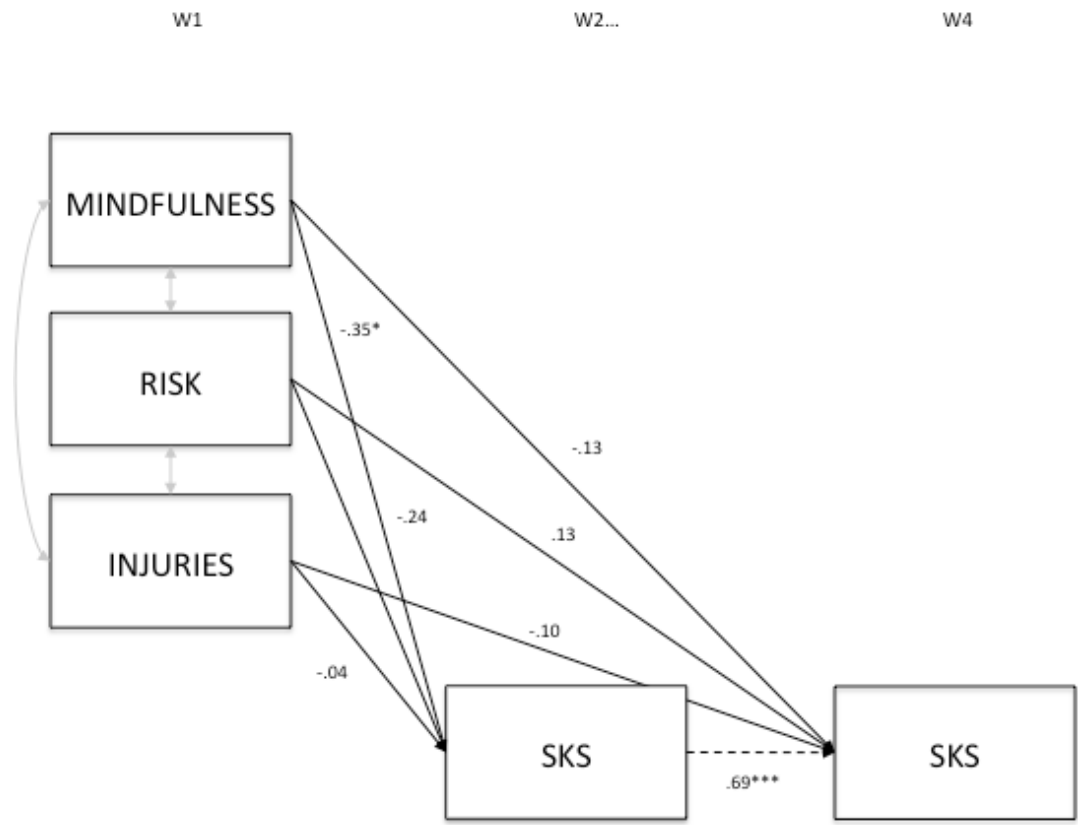 W1
W2...
W4
MINDFULNESS
-.35*
RISK
-.13
-.24
.13
INJURIES
-.10
-.04
SKS
SKS
.69***